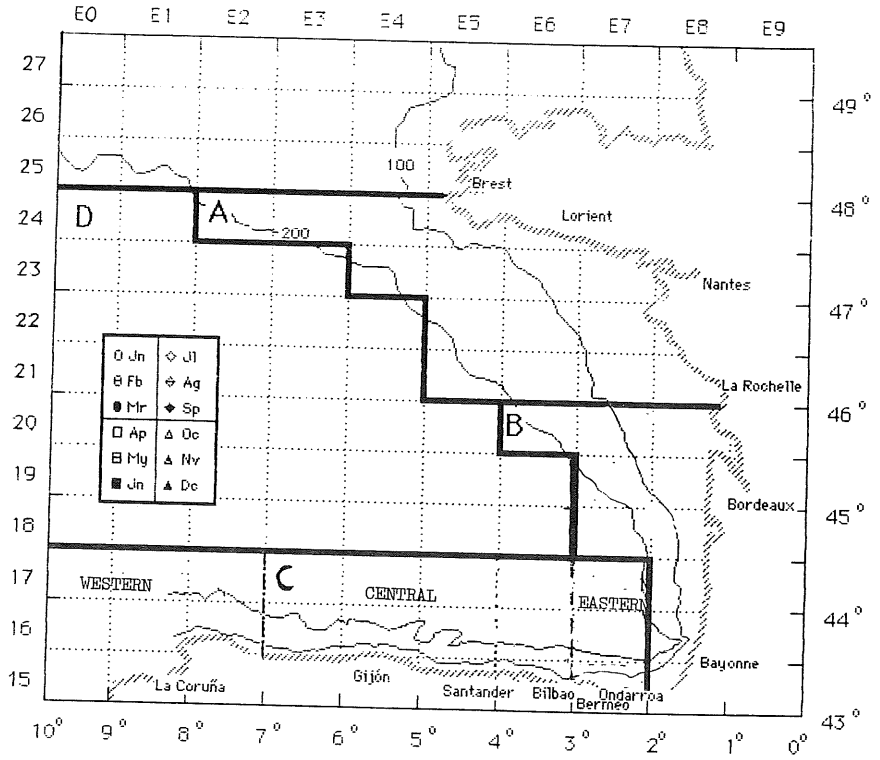 E0 E1 E2 E3 E4 E5 E6 E7 E8 E9
27
26
25
24
23
22
21
20
19
18
17
16
15
49°
48°
47°
46°
45°
44°
43°
100
200
Brest
Lorient
Nantes
La Rochelle
Bordeaux
Bayonne
D
A
B
C
O Jn ◇ Jl
Fb Ag
Mr Sp
Ap Oc
My Nv
Jn Dc
WESTERN
CENTRAL
EASTERN
La Coruña
Gijón
Santander
Bilbao
Ondarroa
Bermeo
10° 9° 8° 7° 6° 5° 4° 3° 2° 1° 0°